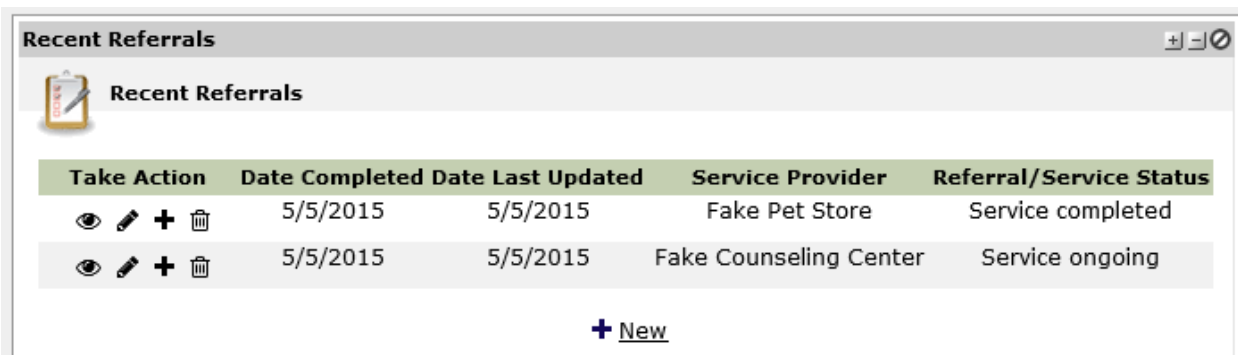 Recent Referrals
Recent Referrals
Take Action Date Completed Date Last Updated Service Provider Referral/Service Status
5/5/2015 5/5/2015 Fake Pet Store Service completed
5/5/2015 5/5/2015 Fake Counseling Center Service ongoing
New